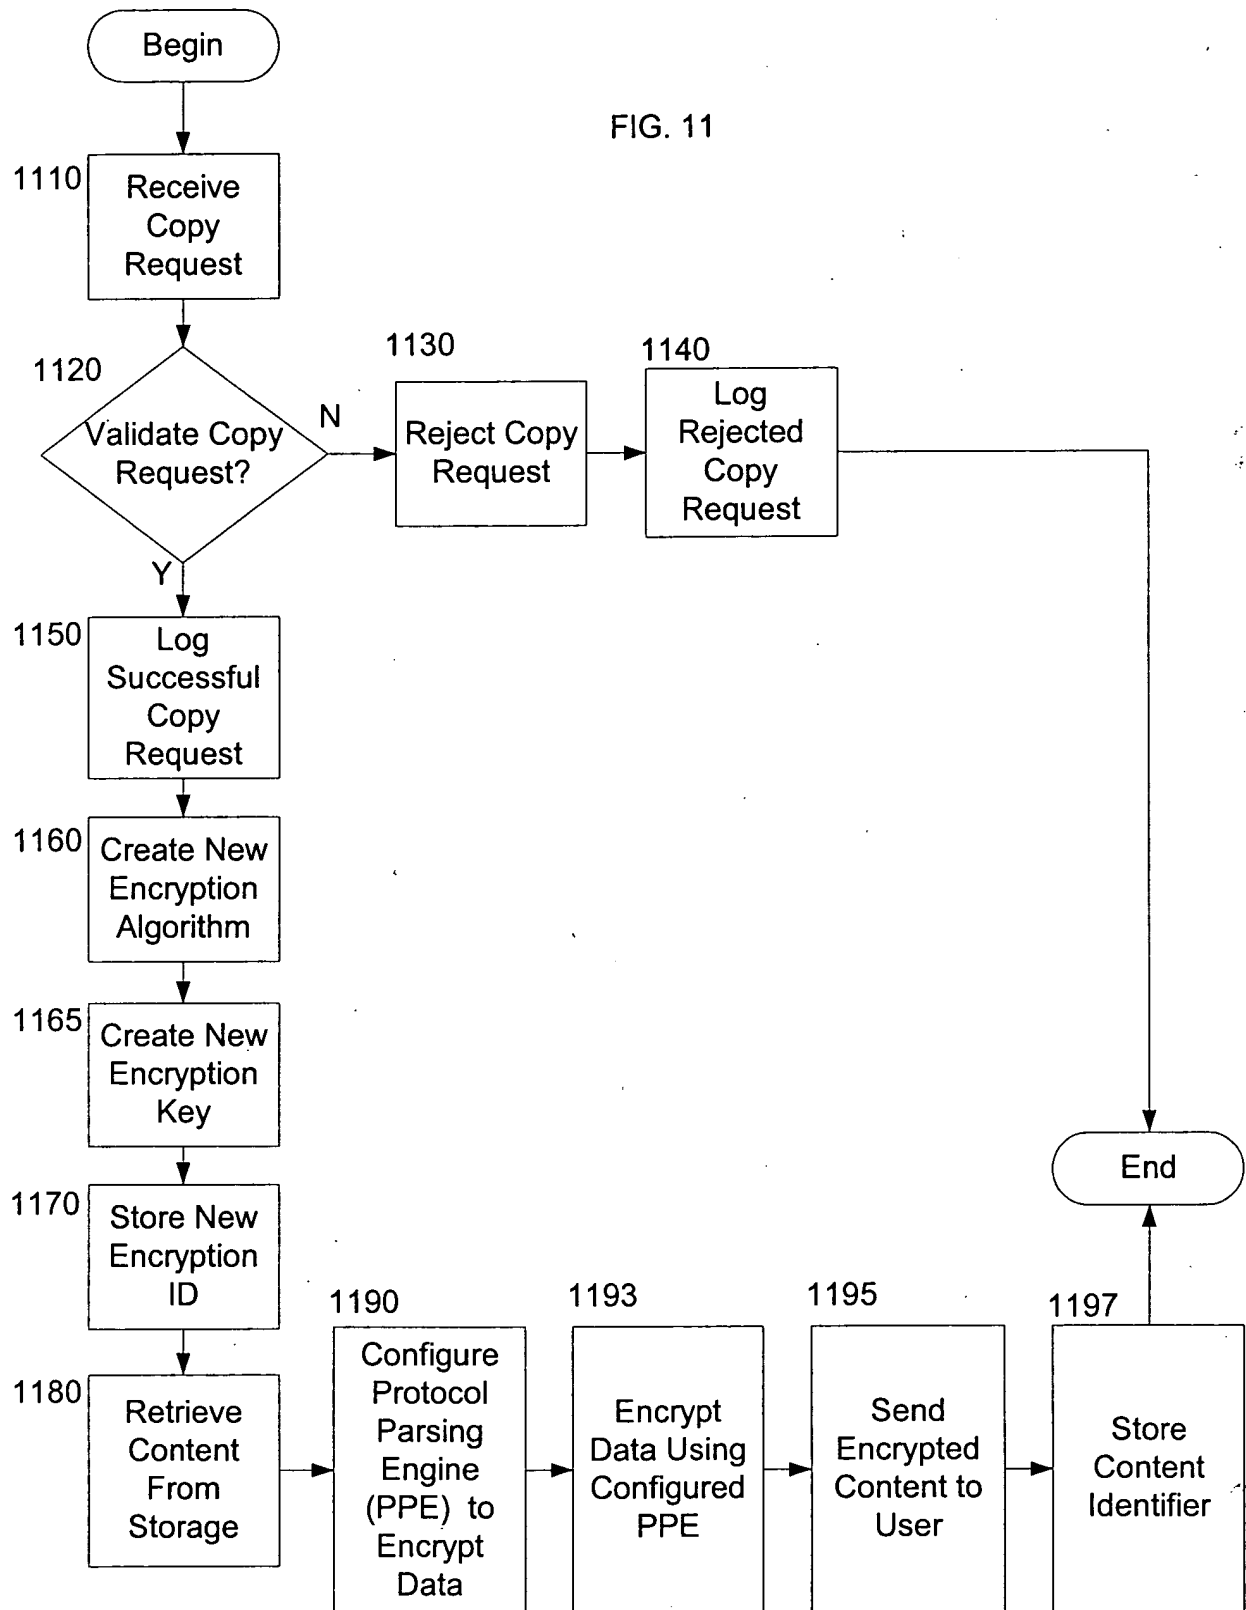 Begin
FIG. 11
1110
Receive
Copy
Request
1120
Validate Copy
Request?
N
Y
1130
Reject Copy
Request
1140
Log
Rejected
Copy
Request
1150
Log
Successful
Copy
Request
1160
Create New
Encryption
Algorithm
1165
Create New
Encryption
Key
1170
Store New
Encryption
ID
1180
Retrieve
Content
From
Storage
1190
Configure
Protocol
Parsing
Engine
(PPE) to
Encrypt
Data
1193
Encrypt
Data Using
Configured
PPE
1195
Send
Encrypted
Content to
User
1197
Store
Content
Identifier
End